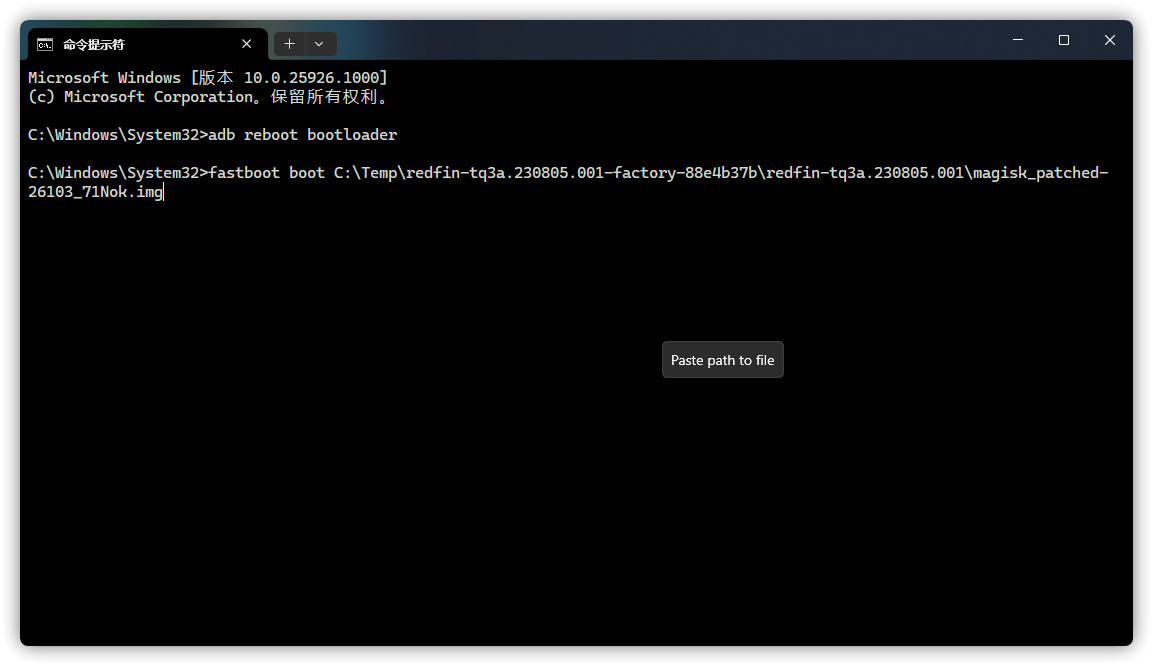 命令提示符
Microsoft Windows [版本 10.0.25926.1000]
(c) Microsoft Corporation。保留所有权利。
C:\Windows\System32>adb reboot bootloader
C:\Windows\System32>fastboot boot C:\Temp\redfin-tq3a.230805.001-factory-88e4b37b\redfin-tq3a.230805.001\magisk_patched-
26103_71Nok.img
Paste path to file